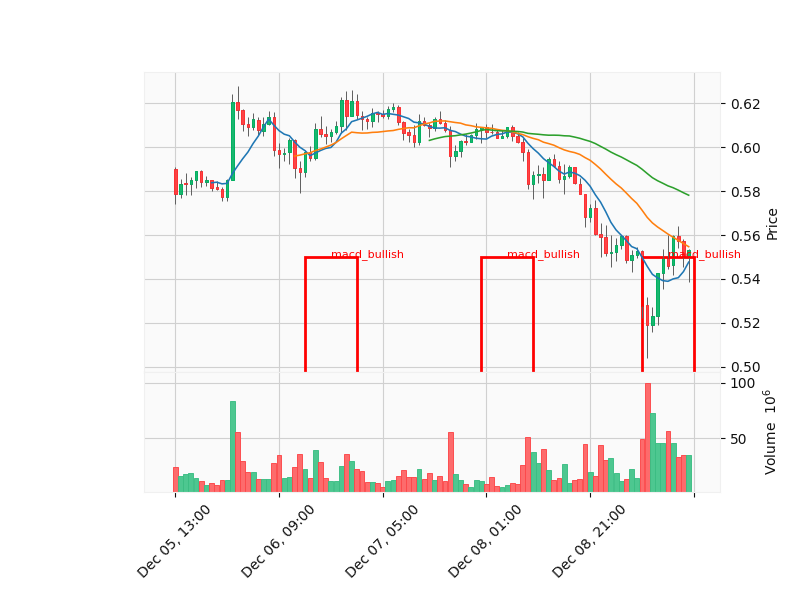 0.62
0.60
0.58
0.56
0.54
0.52
0.50
Price
macd_bullish
macd_bullish
macd_bullish
100
50
Volume 10^6
Dec 05, 13:00
Dec 06, 09:00
Dec 07, 05:00
Dec 08, 01:00
Dec 08, 21:00